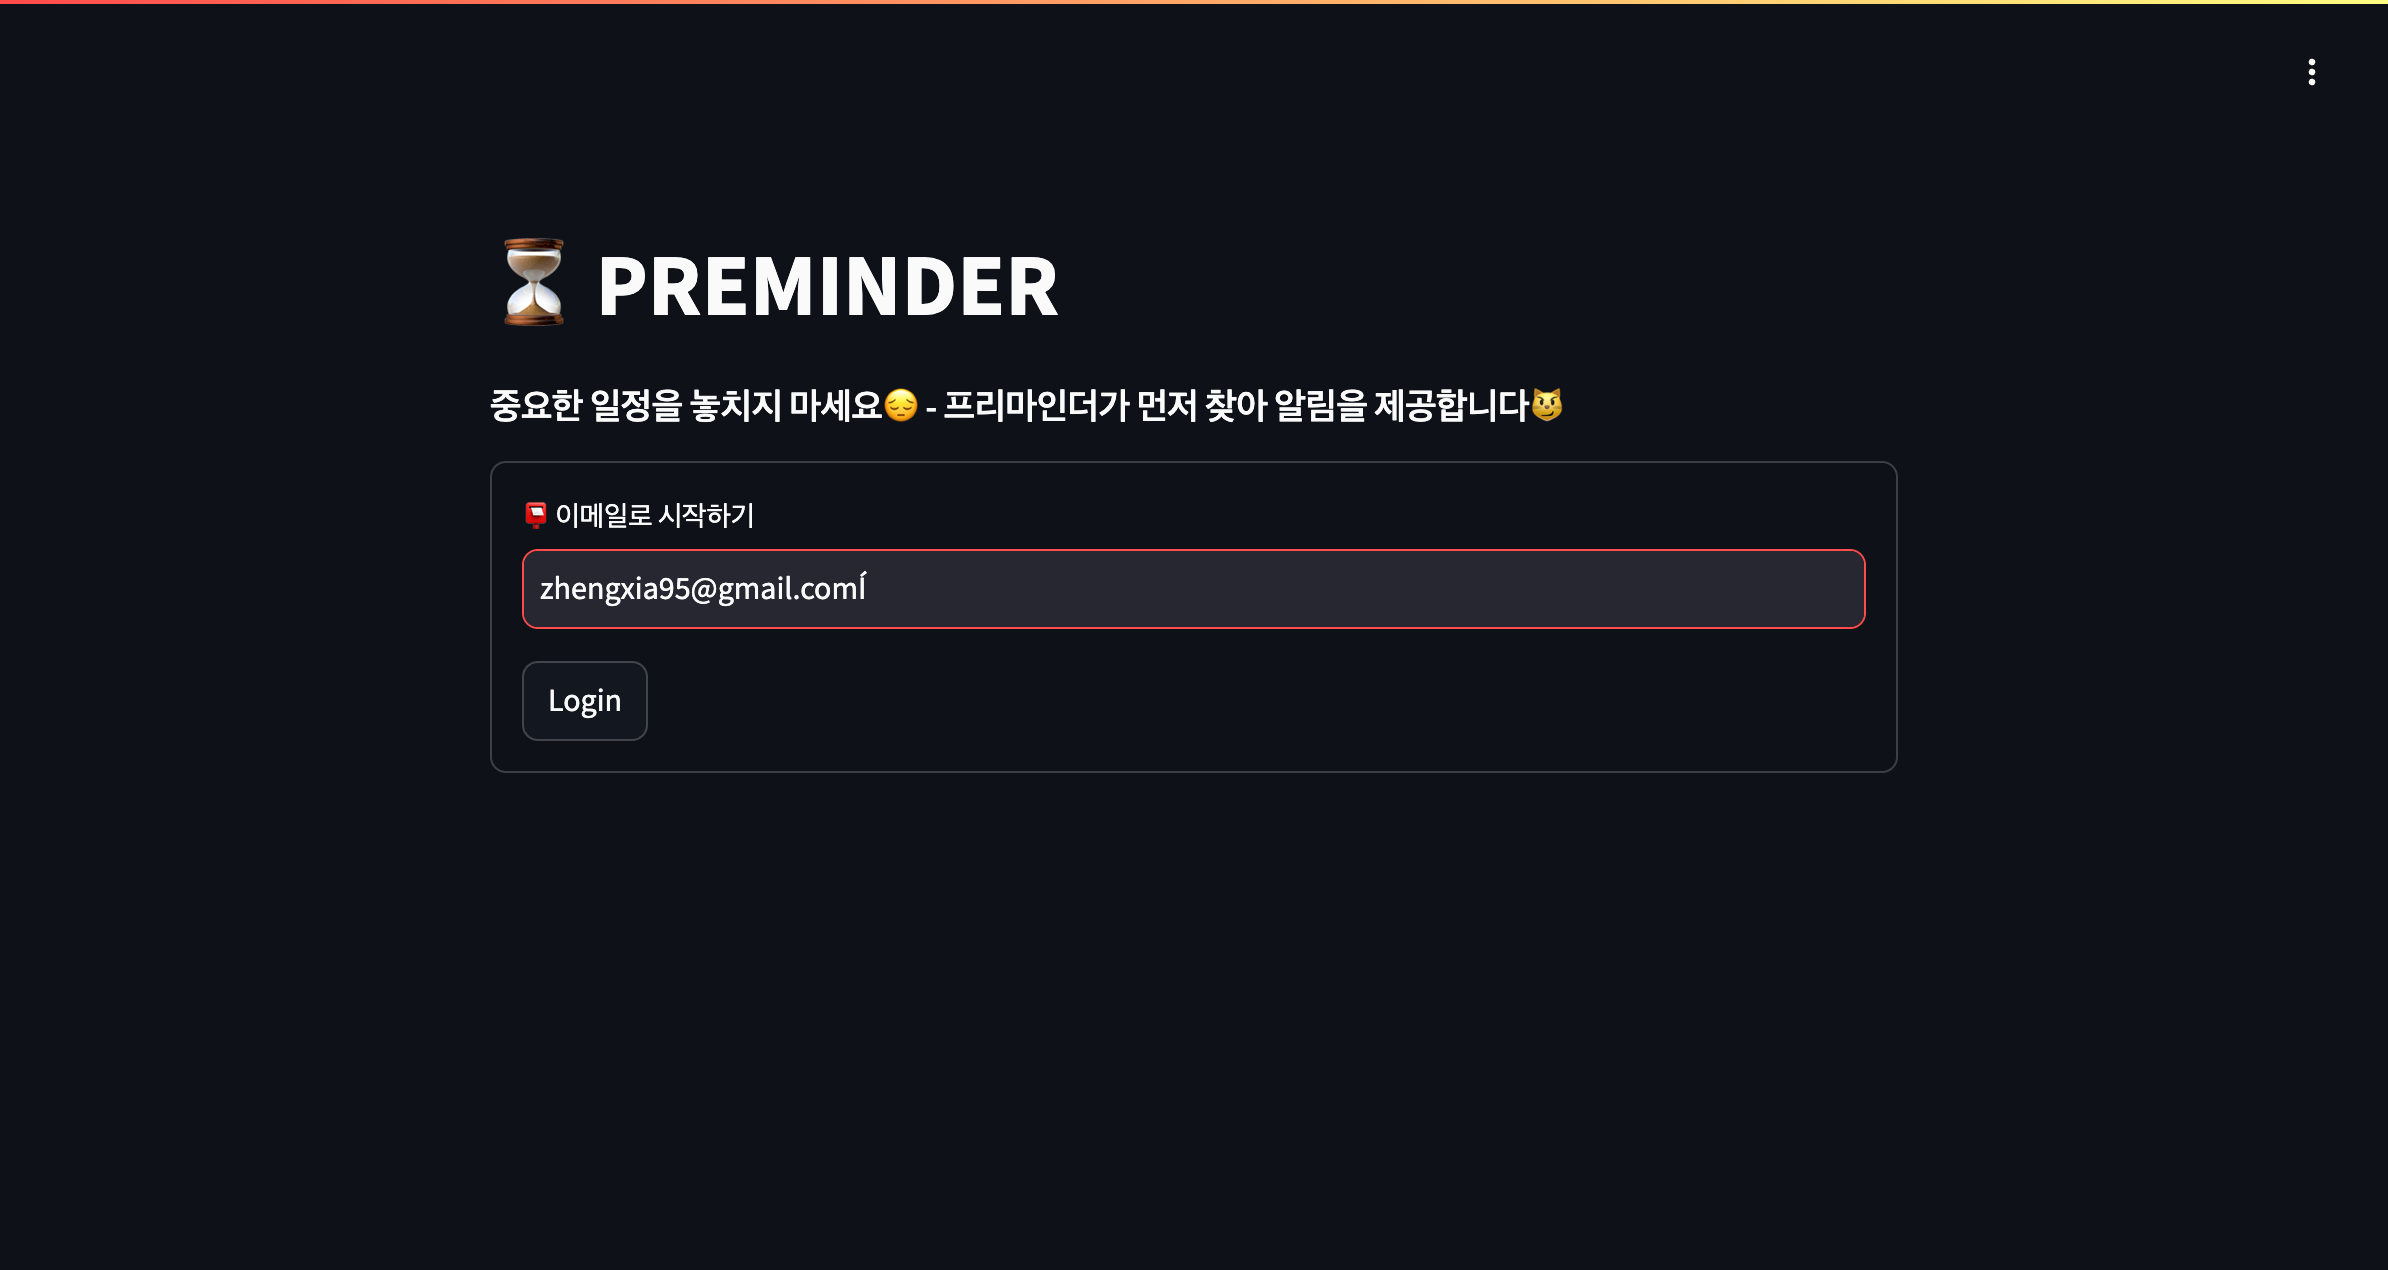 ⏳ PREMINDER
중요한 일정을 놓치지 마세요😔 - 프리마인더가 먼저 찾아 알림을 제공합니다😼
📮 이메일로 시작하기
zhengxia95@gmail.comÍ
Login